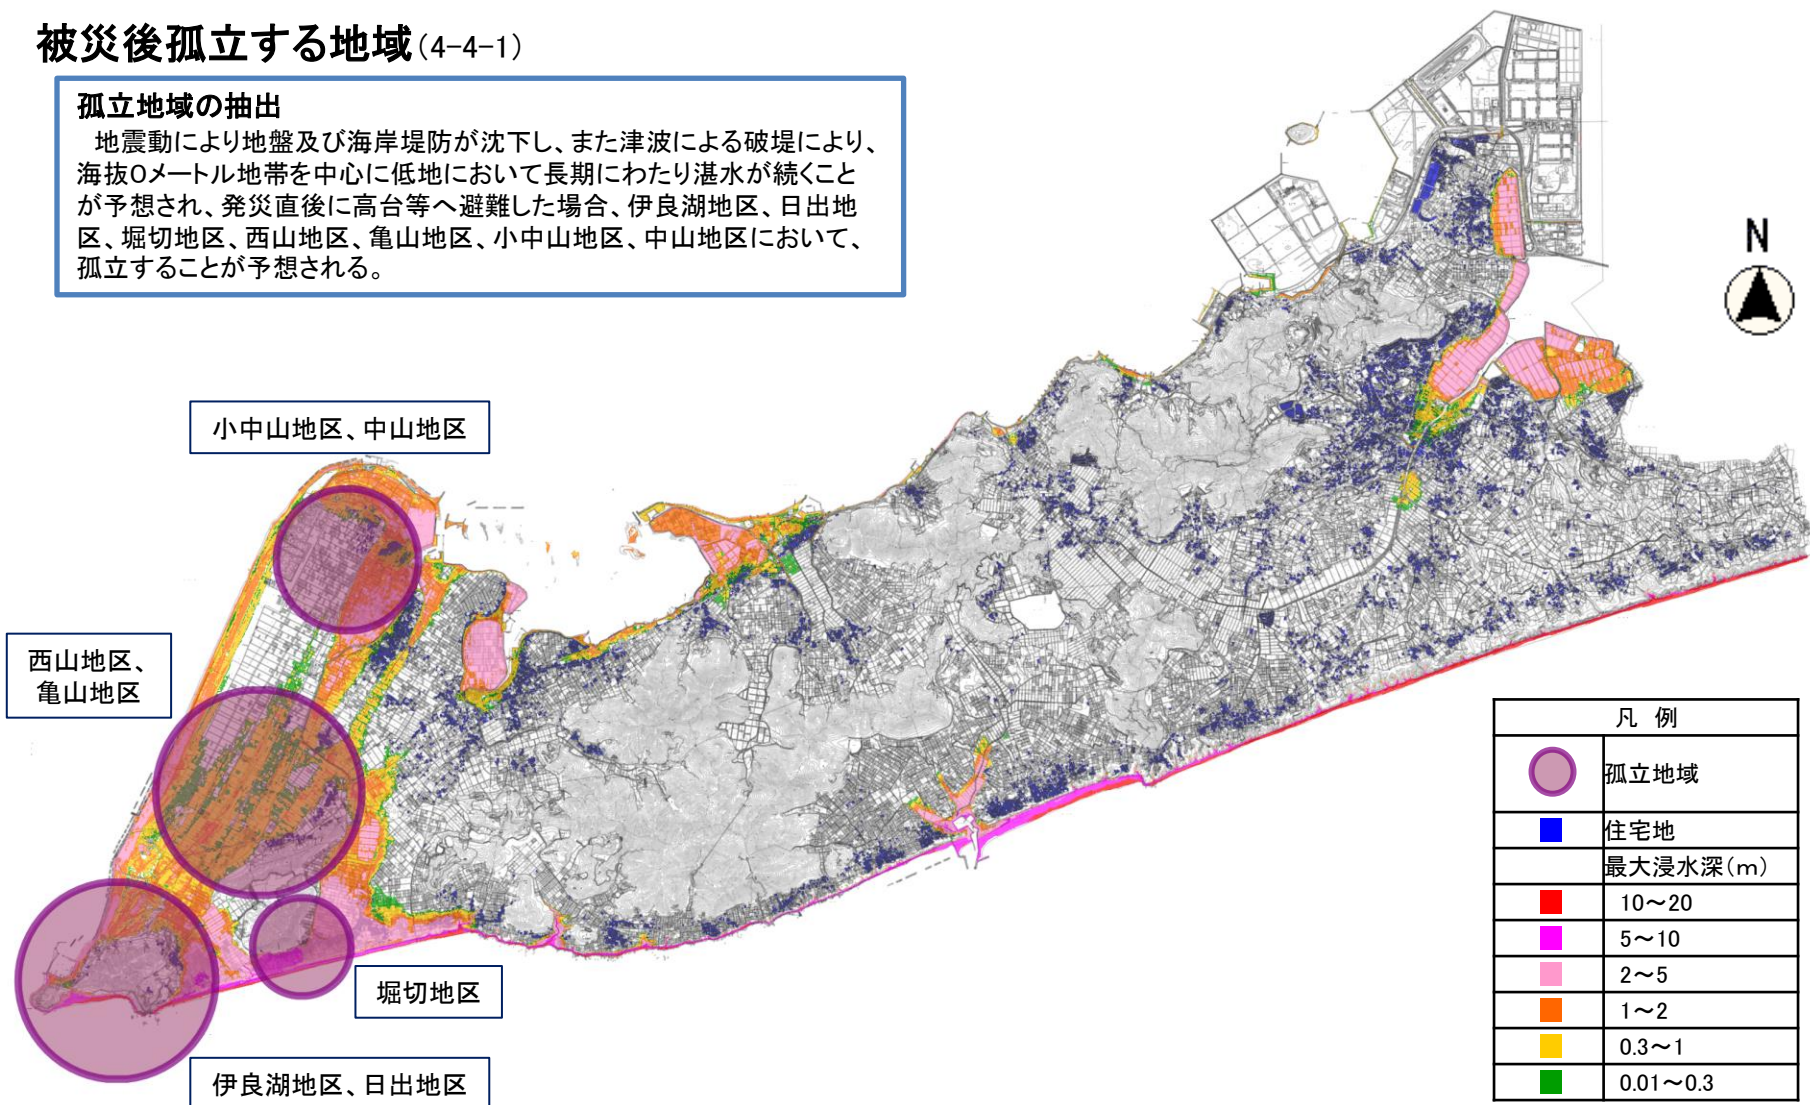 被災後孤立する地域(4-4-1)
孤立地域の抽出
地震動により地盤及び海岸堤防が沈下し、また津波による破堤により、
海抜0メートル地帯を中心に低地において長期にわたり湛水が続くこと
が予想され、発災直後に高台等へ避難した場合、伊良湖地区、日出地
区、堀切地区、西山地区、亀山地区、小中山地区、中山地区において、
孤立することが予想される。
N
小中山地区、中山地区
西山地区、
亀山地区
堀切地区
伊良湖地区、日出地区
凡 例
孤立地域
住宅地
最大浸水深(m)
10～20
5～10
2～5
1～2
0.3～1
0.01～0.3